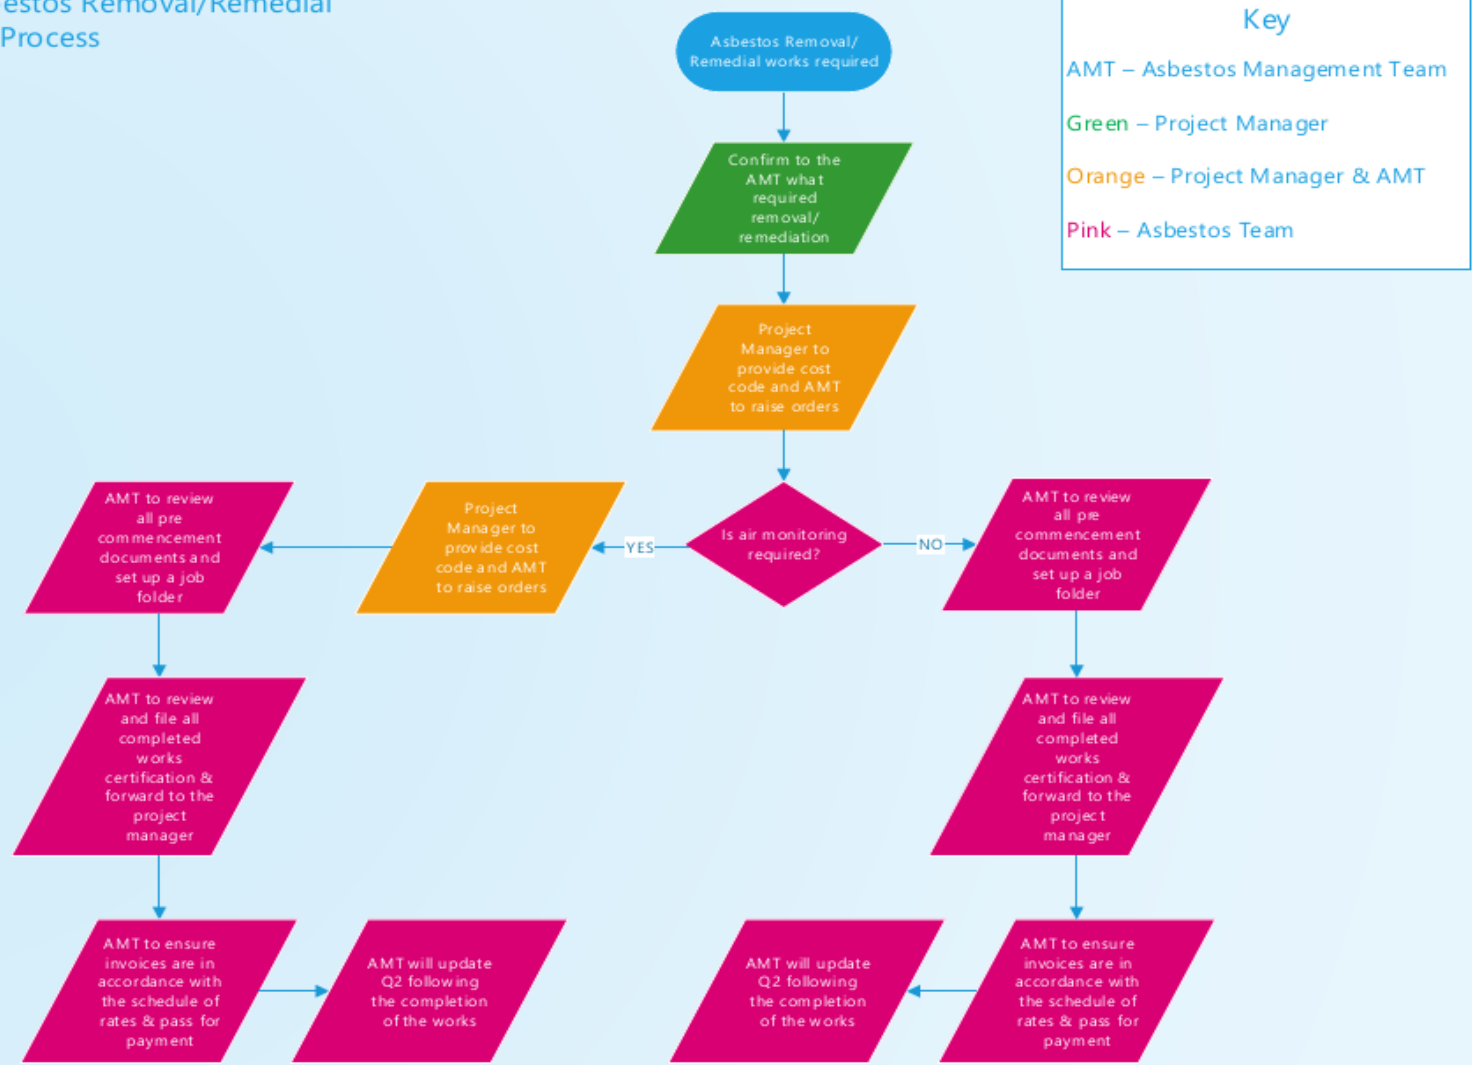 estos Removal/Remedial
Process
Key
AMT – Asbestos Management Team
Green – Project Manager
Orange – Project Manager & AMT
Pink – Asbestos Team
Asbestos Removal/
Remedial works required
Confirm to the
AMT what
required
removal/
remediation
Project
Manager to
provide cost
code and AMT
to raise orders
Is air monitoring
required?
YES
NO
Project
Manager to
provide cost
code and AMT
to raise orders
AMT to review
all pre
commencement
documents and
set up a job
folder
AMT to review
and file all
completed
works
certification &
forward to the
project
manager
AMT to ensure
invoices are in
accordance with
the schedule of
rates & pass for
payment
AMT will update
Q2 following
the completion
of the works
AMT to review
all pre
commencement
documents and
set up a job
folder
AMT to review
and file all
completed
works
certification &
forward to the
project
manager
AMT to ensure
invoices are in
accordance with
the schedule of
rates & pass for
payment
AMT will update
Q2 following
the completion
of the works